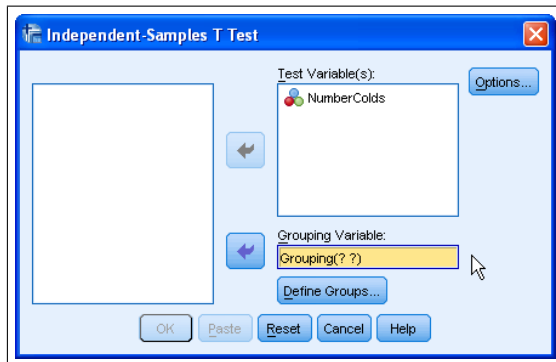 Independent-Samples T Test
Test Variable(s):
NumberColds
Options...
Grouping Variable:
Grouping(? ?)
Define Groups...
OK Paste Reset Cancel Help